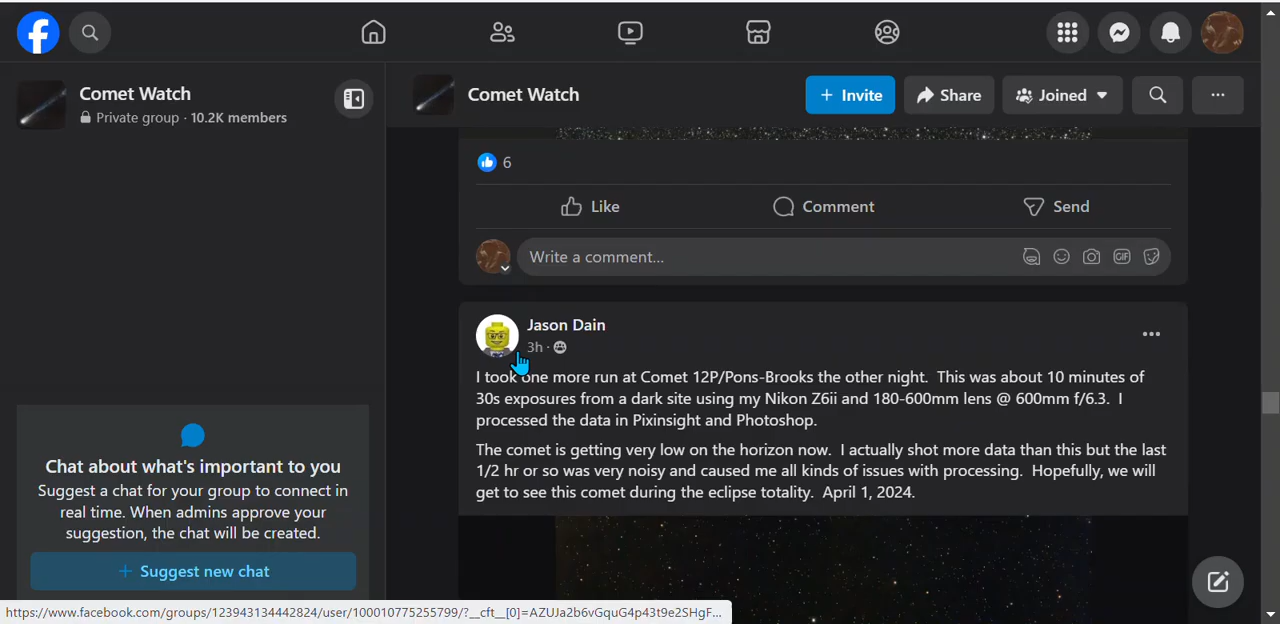 Comet Watch
Private group · 10.2K members
Comet Watch
+ Invite
Share
Joined
...
6
Like
Comment
Send
Write a comment...
GIF
Jason Dain
3h ·
...
I took one more run at Comet 12P/Pons-Brooks the other night. This was about 10 minutes of
30s exposures from a dark site using my Nikon Z6ii and 180-600mm lens @ 600mm f/6.3. I
processed the data in Pixinsight and Photoshop.
The comet is getting very low on the horizon now. I actually shot more data than this but the last
1/2 hr or so was very noisy and caused me all kinds of issues with processing. Hopefully, we will
get to see this comet during the eclipse totality. April 1, 2024.
Chat about what's important to you
Suggest a chat for your group to connect in
real time. When admins approve your
suggestion, the chat will be created.
+ Suggest new chat
https://www.facebook.com/groups/123943134442824/user/100010775255799/?__cft__[0]=AZUJa2b6vGquG4p43t9e2SHgF...